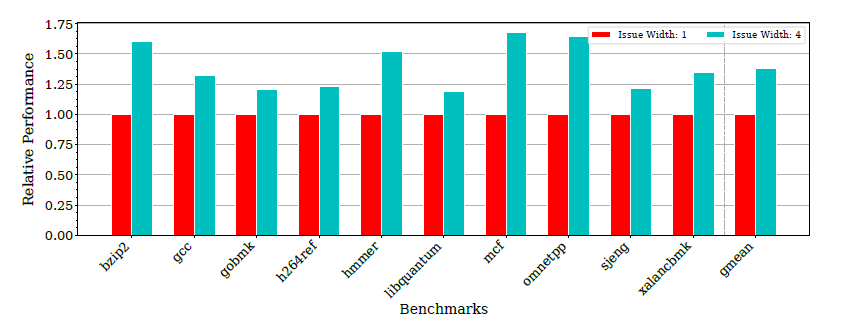 Relative Performance
1.75
1.50
1.25
1.00
0.75
0.50
0.25
0.00
Issue Width: 1
Issue Width: 4
bzip2
gcc
gobmk
h264ref
hmmer
libquantum
mcf
omnetpp
sjeng
xalancbmk
gmean
Benchmarks